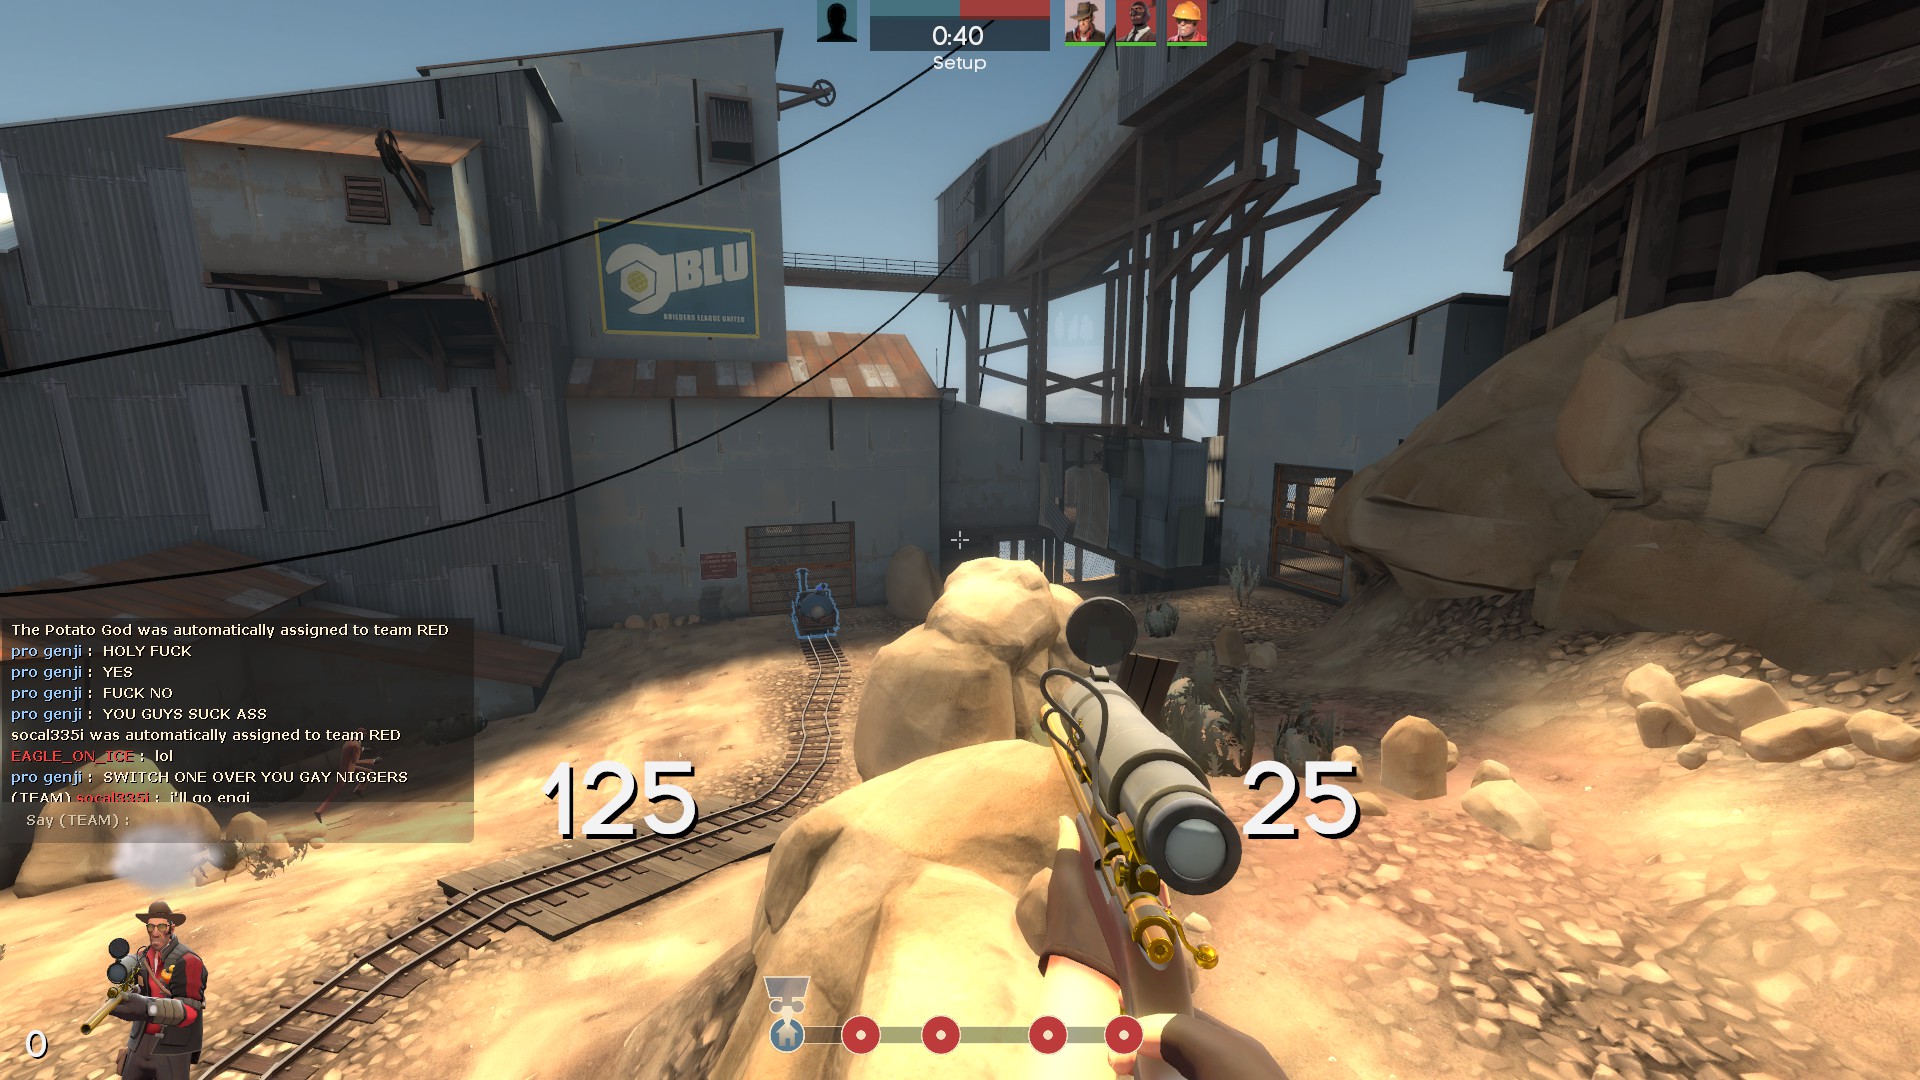 0:40
Setup
BLU
BUILDERS LEAGUE UNITED
The Potato God was automatically assigned to team RED
pro genji : HOLY FUCK
pro genji : YES
pro genji : FUCK NO
pro genji : YOU GUYS SUCK ASS
socal335i was automatically assigned to team RED
EAGLE_ON_ICE : lol
pro genji : SWITCH ONE OVER YOU GAY NIGGERS
(TEAM) socal335i : i'll go engi
Say (TEAM) :
125
25
0